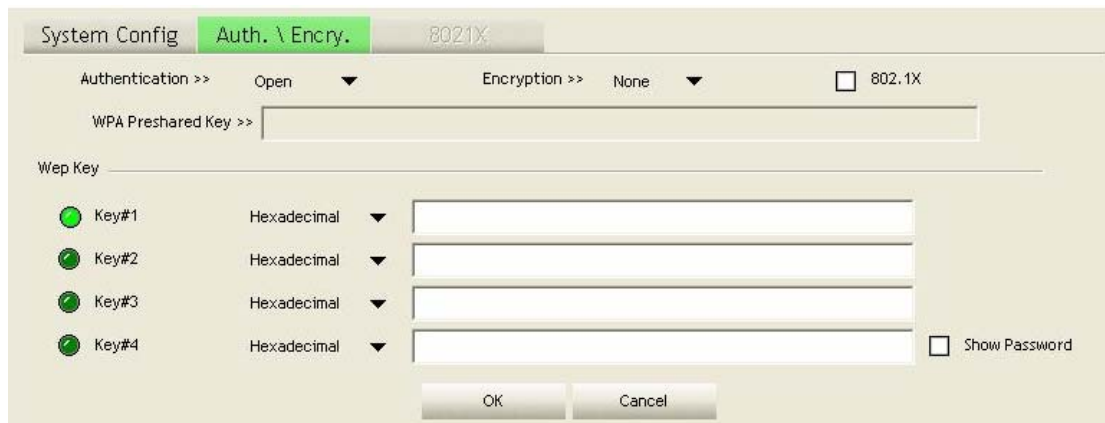 System Config Auth. \ Encry. 8021X
Authentication >> Open Encryption >> None 802.1X
WPA Preshared Key >>
Wep Key
Key#1 Hexadecimal
Key#2 Hexadecimal
Key#3 Hexadecimal
Key#4 Hexadecimal Show Password
OK Cancel